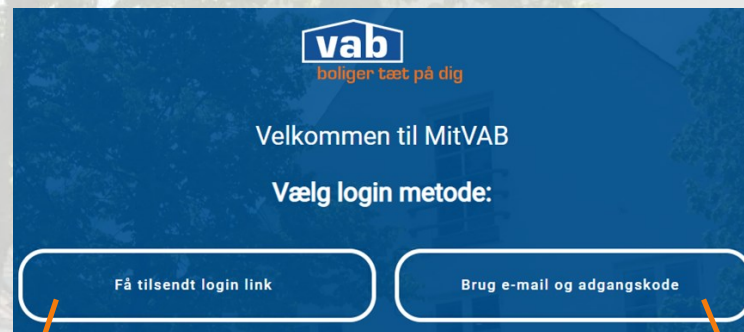 vab
boliger tæt på dig
Velkommen til MitVAB
Vælg login metode:
Få tilsendt login link
Brug e-mail og adgangskode